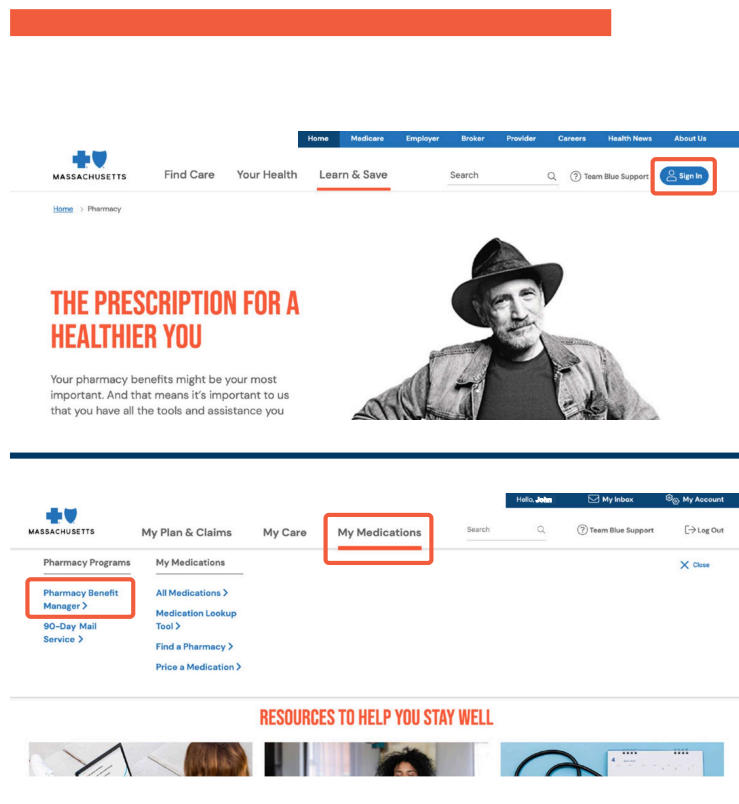 Home Medicare Employer Broker Provider Careers Health News About Us
MASSACHUSETTS
Find Care Your Health Learn & Save Search ? Team Blue Support Sign In
Home > Pharmacy
THE PRESCRIPTION FOR A
HEALTHIER YOU
Your pharmacy benefits might be your most
important. And that means it's important to us
that you have all the tools and assistance you
Hello, John My Inbox My Account
MASSACHUSETTS
My Plan & Claims My Care My Medications Search ? Team Blue Support Log Out
Pharmacy Programs My Medications X Close
Pharmacy Benefit
Manager >
90-Day Mail
Service >
All Medications >
Medication Lookup
Tool >
Find a Pharmacy >
Price a Medication >
RESOURCES TO HELP YOU STAY WELL